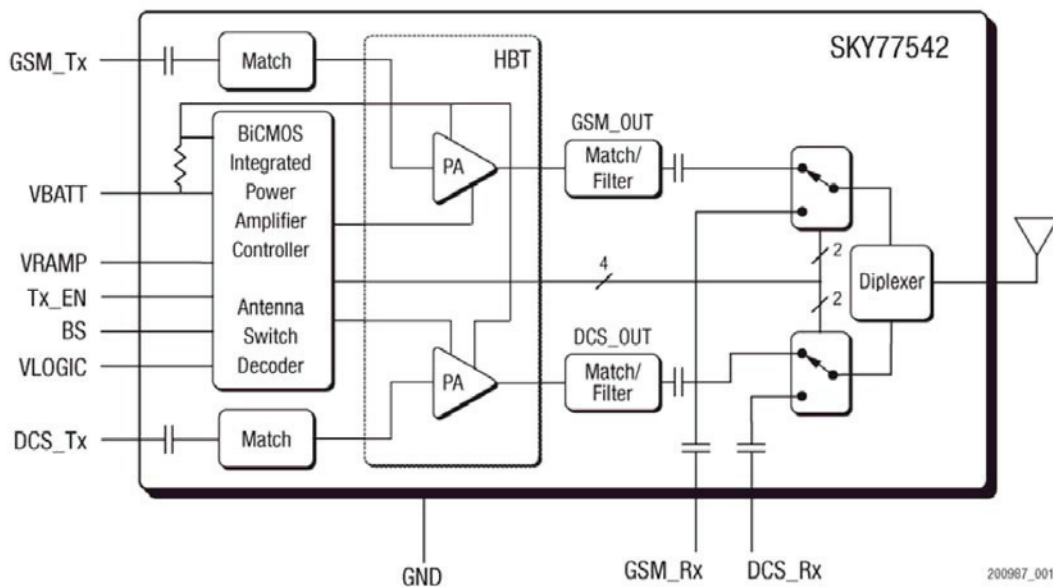 SKY77542
HBT
GSM_Tx
Match
BiCMOS
Integrated
Power
Amplifier
Controller
Antenna
Switch
Decoder
VBATT
VRAMP
Tx_EN
BS
VLOGIC
DCS_Tx
Match
PA
PA
GSM_OUT
Match/
Filter
DCS_OUT
Match/
Filter
4
2
2
Diplexer
GND
GSM_Rx
DCS_Rx
200987_001